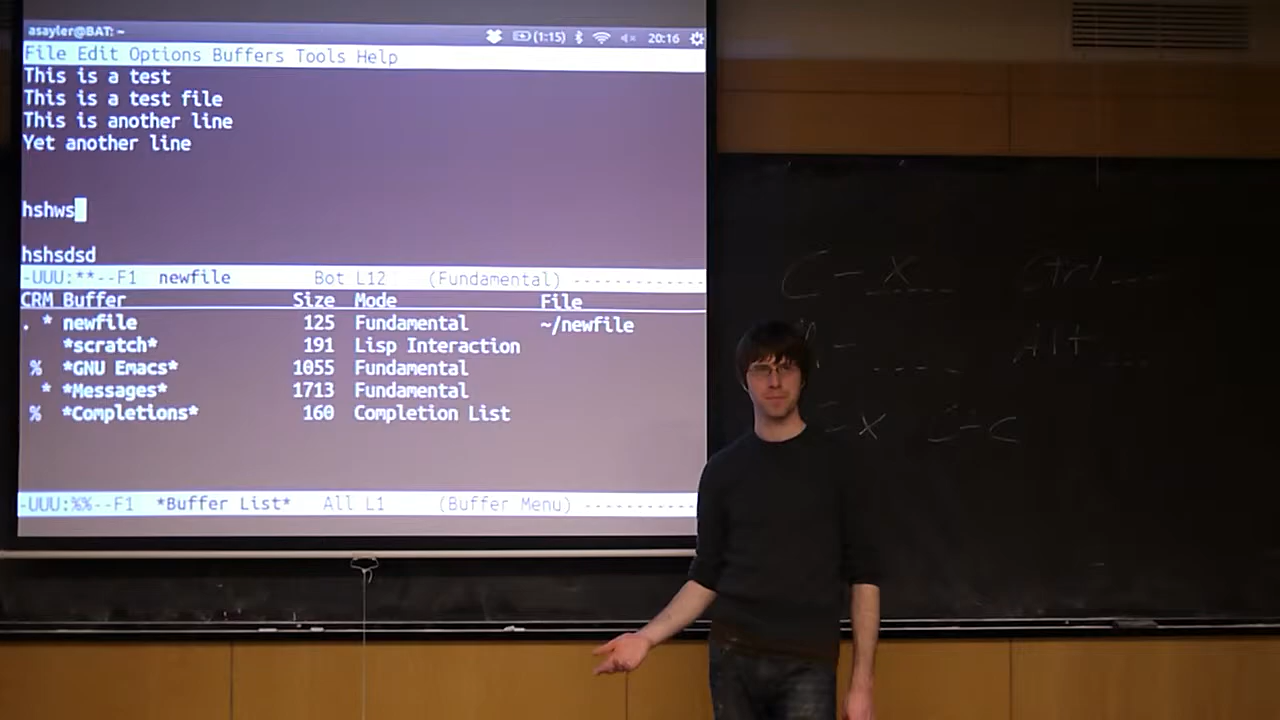 asayler@BAT: ~
(1:15) 20:16
File Edit Options Buffers Tools Help
This is a test
This is a test file
This is another line
Yet another line
hshws
hshsdsd
-UUU:**--F1 newfile Bot L12 (Fundamental) ------------
CRM Buffer Size Mode File
. * newfile 125 Fundamental ~/newfile
*scratch* 191 Lisp Interaction
% *GNU Emacs* 1055 Fundamental
* *Messages* 1713 Fundamental
% *Completions* 160 Completion List
-UUU:%%--F1 *Buffer List* All L1 (Buffer Menu) -----------
C - x Ctrl
Alt
x C-c